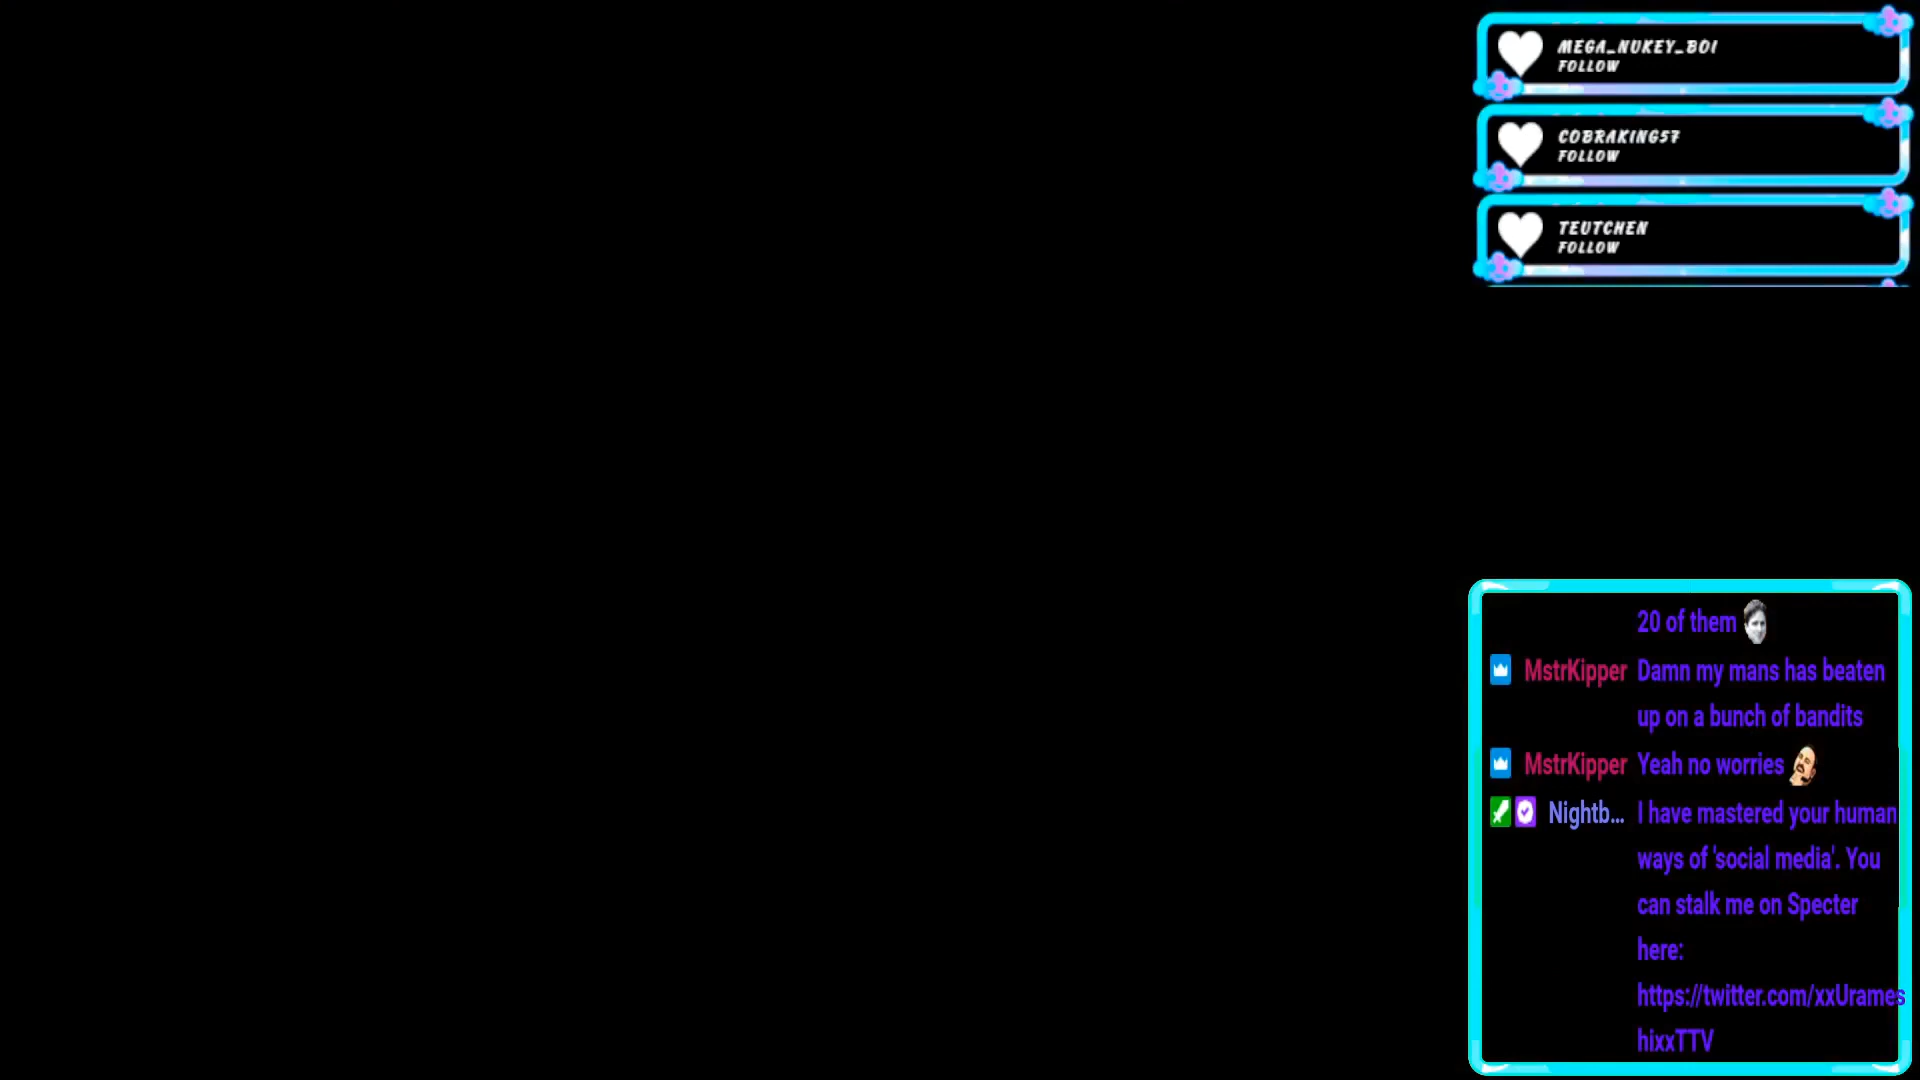 MEGA_NUKEY_BOI
FOLLOW
COBRAKING57
FOLLOW
TEUTCHEN
FOLLOW
20 of them
MstrKipper Damn my mans has beaten
up on a bunch of bandits
MstrKipper Yeah no worries
Nightb... I have mastered your human
ways of 'social media'. You
can stalk me on Specter
here:
https://twitter.com/xxUrames
hixxTTV